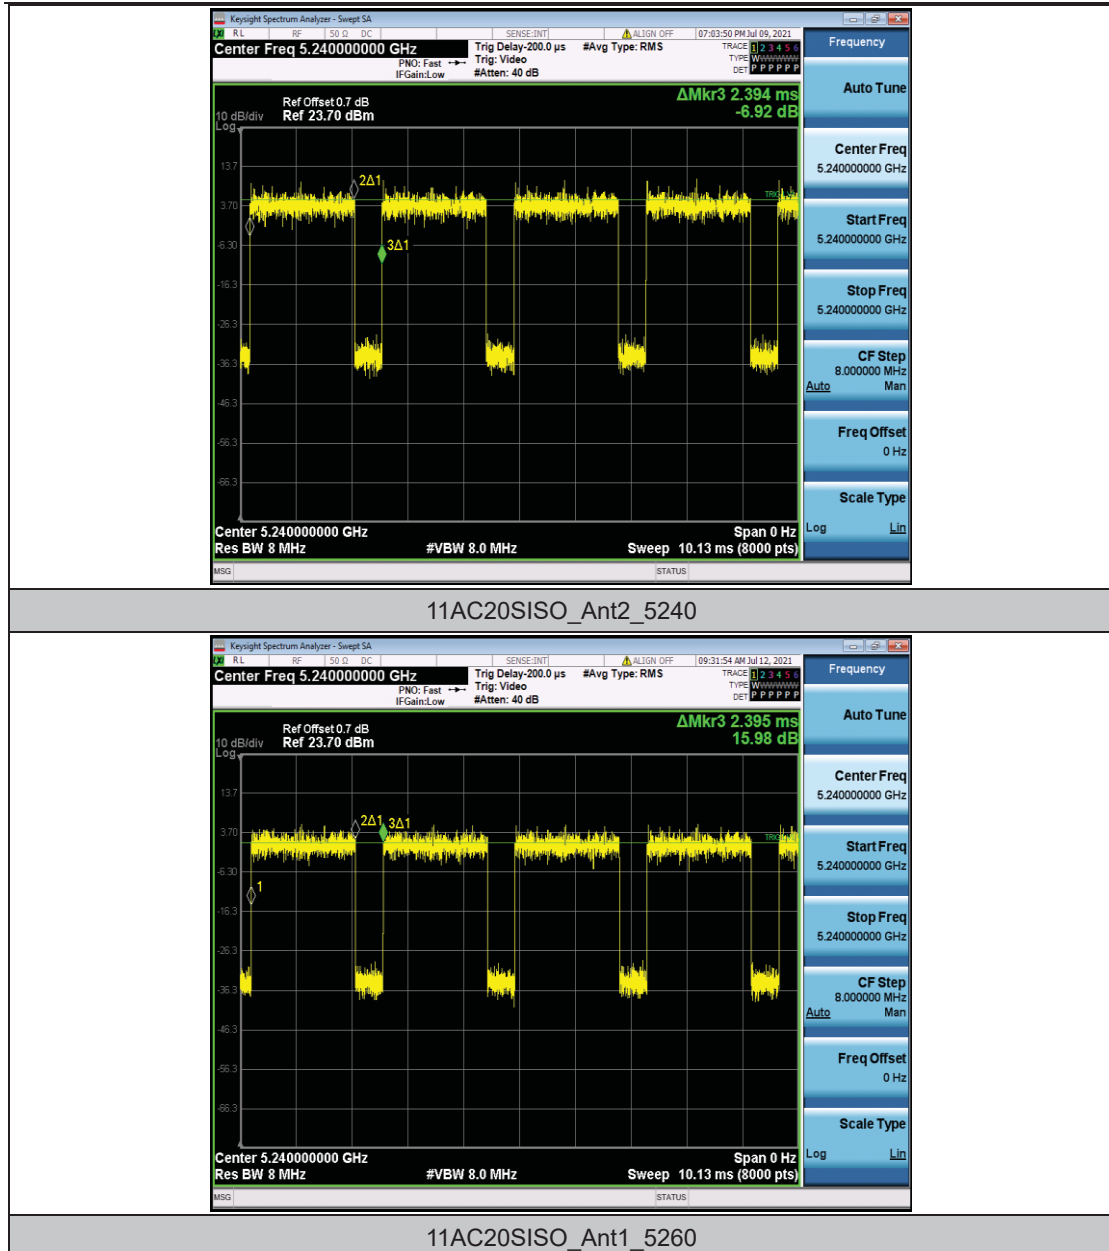 Keysight Spectrum Analyzer - Swept SA
LXI RL RF 50 Ω DC SENSE:INT ALIGN OFF 07:03:50 PM Jul 09, 2021
Center Freq 5.240000000 GHz
PNO: Fast
IFGain:Low
Trig Delay-200.0 µs
Trig: Video
#Atten: 40 dB
#Avg Type: RMS
TRACE 1 2 3 4 5 6
TYPE WWWWWW
DET P P P P P P
ΔMkr3 2.394 ms
-6.92 dB
Ref Offset 0.7 dB
10 dB/div Ref 23.70 dBm
Log
13.7
3.70
-6.30
-16.3
-26.3
-36.3
-46.3
-56.3
-66.3
2Δ1
3Δ1
Center 5.240000000 GHz Span 0 Hz
Res BW 8 MHz #VBW 8.0 MHz Sweep 10.13 ms (8000 pts)
MSG STATUS
Frequency
Auto Tune
Center Freq
5.240000000 GHz
Start Freq
5.240000000 GHz
Stop Freq
5.240000000 GHz
CF Step
8.000000 MHz
Auto Man
Freq Offset
0 Hz
Scale Type
Log Lin
11AC20SISO_Ant2_5240
Keysight Spectrum Analyzer - Swept SA
LXI RL RF 50 Ω DC SENSE:INT ALIGN OFF 09:31:54 AM Jul 12, 2021
Center Freq 5.240000000 GHz
PNO: Fast
IFGain:Low
Trig Delay-200.0 µs
Trig: Video
#Atten: 40 dB
#Avg Type: RMS
TRACE 1 2 3 4 5 6
TYPE WWWWWW
DET P P P P P P
ΔMkr3 2.395 ms
15.98 dB
Ref Offset 0.7 dB
10 dB/div Ref 23.70 dBm
Log
13.7
3.70
-6.30
-16.3
-26.3
-36.3
-46.3
-56.3
-66.3
2Δ1 3Δ1
1
Center 5.240000000 GHz Span 0 Hz
Res BW 8 MHz #VBW 8.0 MHz Sweep 10.13 ms (8000 pts)
MSG STATUS
Frequency
Auto Tune
Center Freq
5.240000000 GHz
Start Freq
5.240000000 GHz
Stop Freq
5.240000000 GHz
CF Step
8.000000 MHz
Auto Man
Freq Offset
0 Hz
Scale Type
Log Lin
11AC20SISO_Ant1_5260